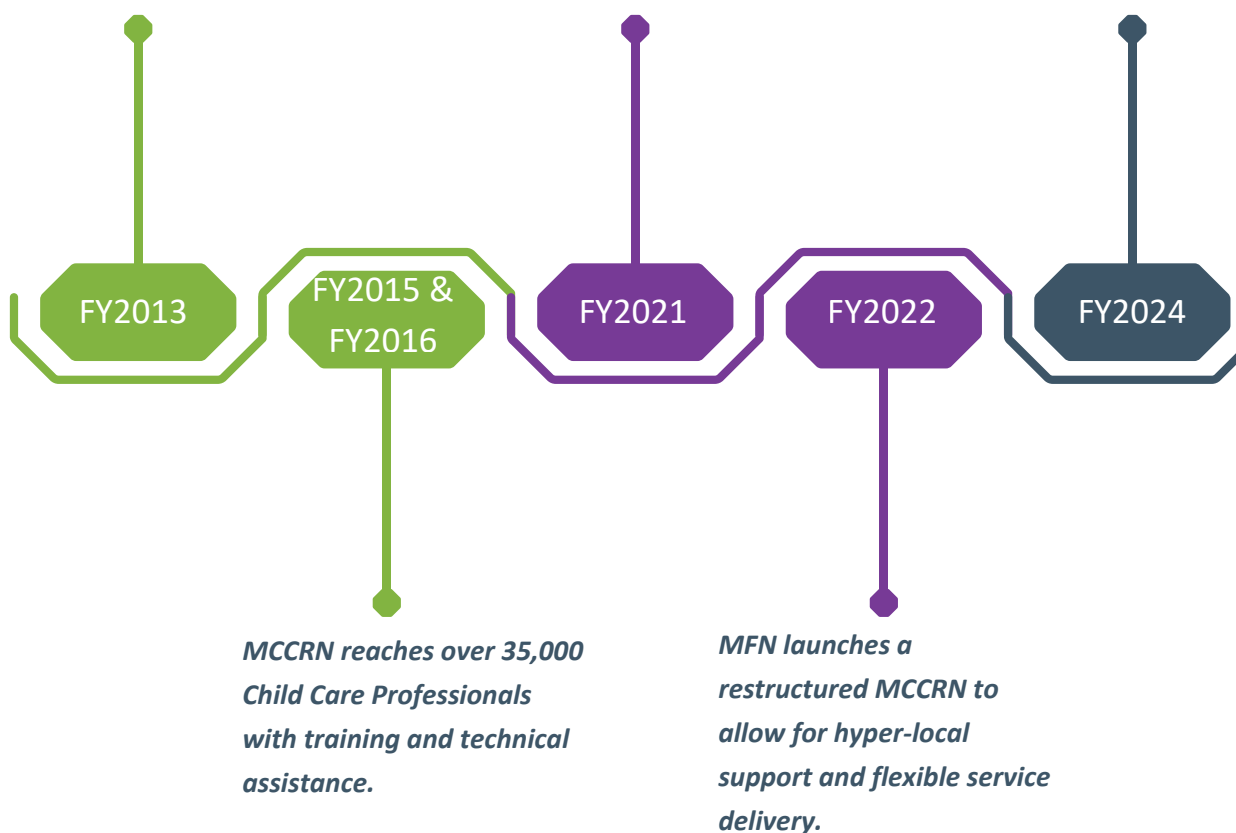 FY2013
FY2015 &
FY2016
FY2021
FY2022
FY2024
MCCRN reaches over 35,000
Child Care Professionals
with training and technical
assistance.
MFN launches a
restructured MCCRN to
allow for hyper-local
support and flexible service
delivery.